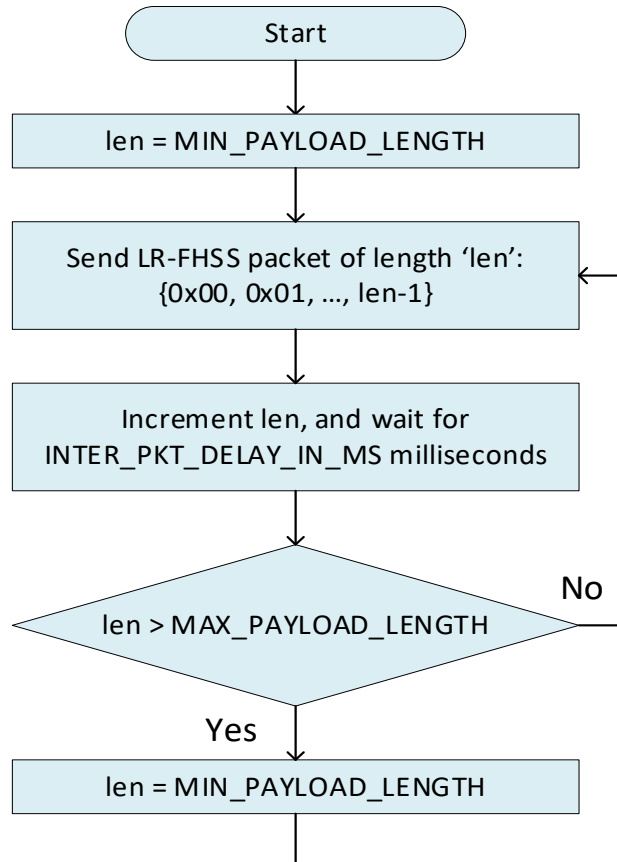 Start
len = MIN_PAYLOAD_LENGTH
Send LR-FHSS packet of length ‘len’:
{0x00, 0x01, …, len-1}
Increment len, and wait for
INTER_PKT_DELAY_IN_MS milliseconds
len > MAX_PAYLOAD_LENGTH
No
Yes
len = MIN_PAYLOAD_LENGTH